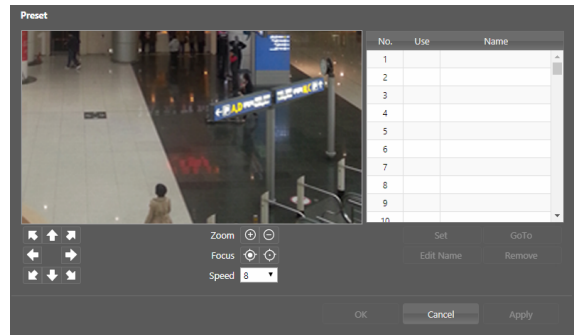 Preset
No. Use Name
1
2
3
4
5
6
7
8
9
10
A,D
Zoom
Focus
Speed 8
Set GoTo
Edit Name Remove
OK Cancel Apply